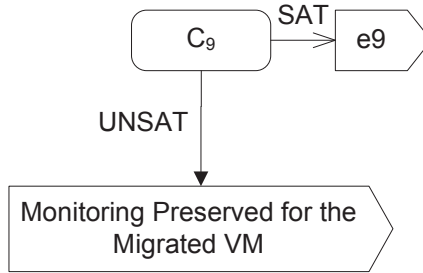 SAT
C₉
e9
UNSAT
Monitoring Preserved for the
Migrated VM